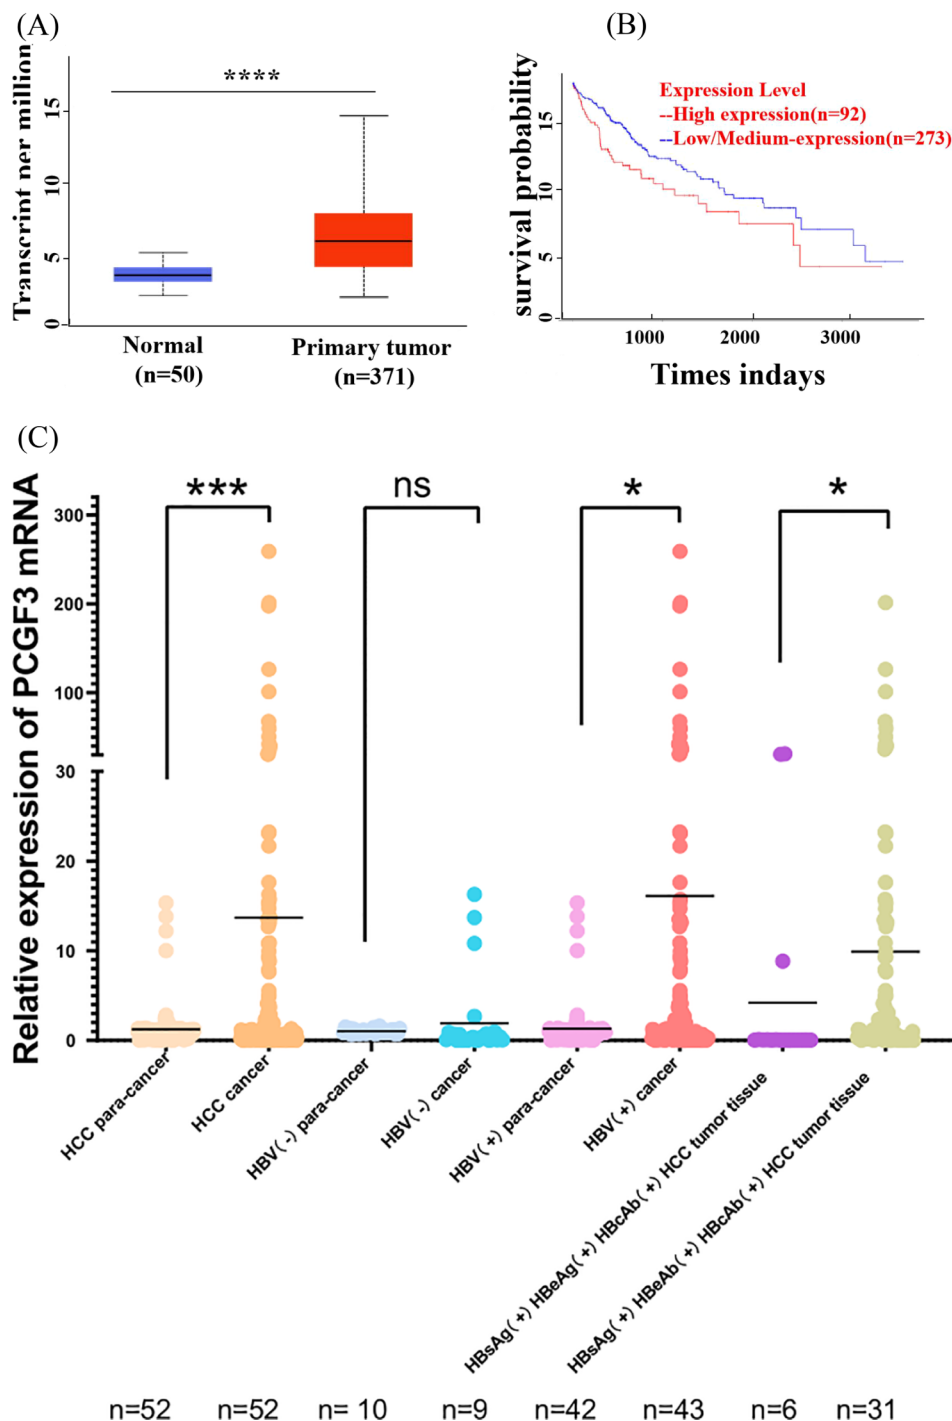 (A)
(B)
Transcript per million
15
10
5
0
****
Normal
(n=50)
Primary tumor
(n=371)
survival probability
15
10
5
0
Expression Level
--High expression(n=92)
--Low/Medium-expression(n=273)
1000
2000
3000
Times indays
(C)
Relative expression of PCGF3 mRNA
300
200
100
30
20
10
0
***
ns
*
*
HCC para-cancer
HCC cancer
HBV(-) para-cancer
HBV(-) cancer
HBV(+) para-cancer
HBV(+) cancer
HBsAg(+) HBeAg(+) HBcAb(+) HCC tumor tissue
HBsAg(+) HBeAb(+) HBcAb(+) HCC tumor tissue
n=52
n=52
n= 10
n=9
n=42
n=43
n=6
n=31